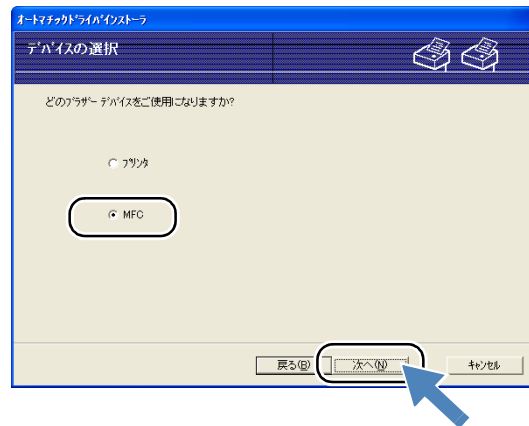 オートマチックドライバインストーラ
デバイスの選択
どのブラザー デバイスをご使用になりますか?
プリンタ
MFC
戻る(B)
次へ(N)
キャンセル